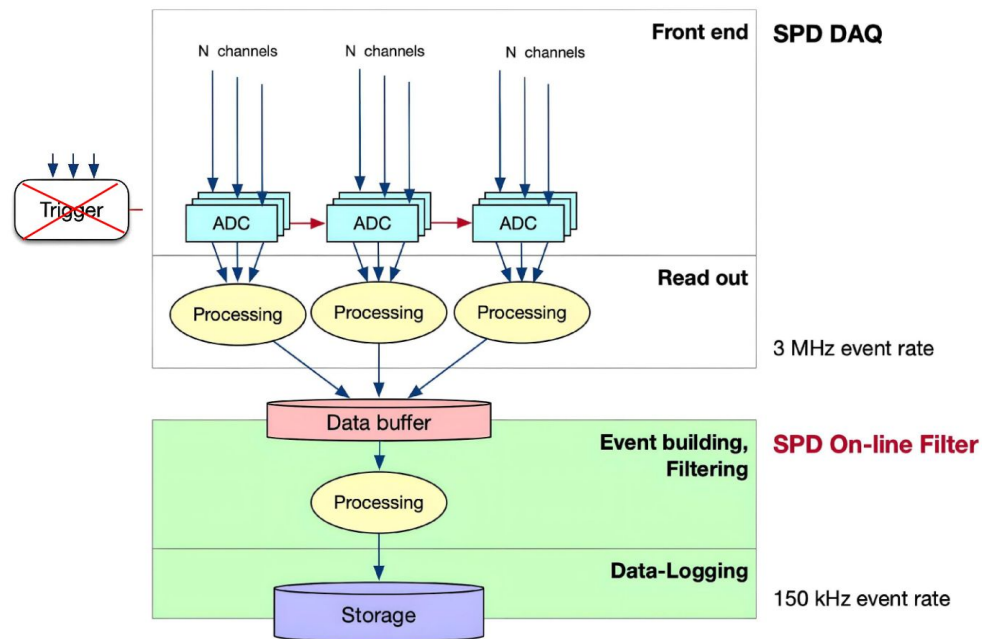 Front end
SPD DAQ
N channels
N channels
N channels
Trigger
ADC
ADC
ADC
Read out
Processing
Processing
Processing
3 MHz event rate
Data buffer
Event building,
Filtering
SPD On-line Filter
Processing
Data-Logging
150 kHz event rate
Storage